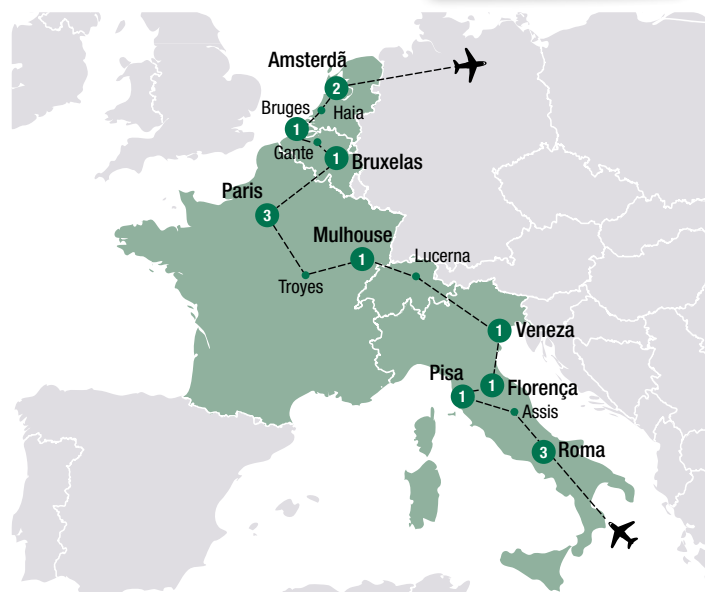 Amsterdã
2
Bruges
Haia
1
Gante
1
Bruxelas
Paris
3
Mulhouse
1
Lucerna
Troyes
1
Veneza
Pisa
1
Florença
1
Assis
3
Roma